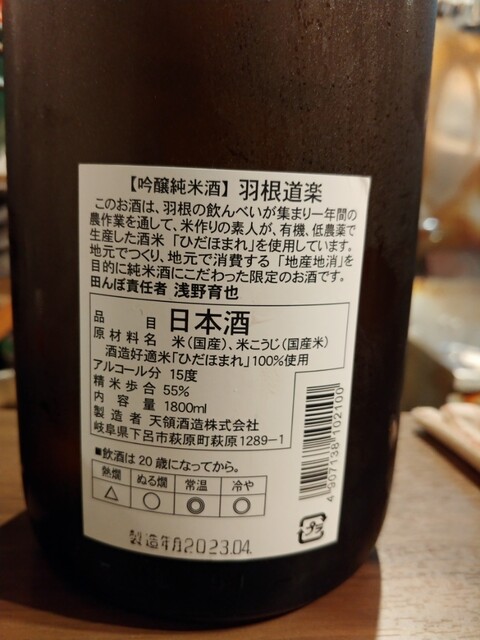 【吟醸純米酒】羽根道楽
このお酒は、羽根の飲んべいが集まり一年間の
農作業を通して、米作りの素人が、有機、低農薬で
生産した酒米「ひだほまれ」を使用しています。
地元でつくり、地元で消費する「地産地消」を
目的に純米酒にこだわった限定のお酒です。
田んぼ責任者 浅野育也
品目 日本酒
原材料名 米(国産)、米こうじ(国産米)
酒造好適米「ひだほまれ」100%使用
アルコール分 15度
精米歩合 55%
内容量 1800ml
製造者 天領酒造株式会社
岐阜県下呂市萩原町萩原1289-1
■飲酒は20歳になってから。
熱燗 ぬる燗 常温 冷や
△ ○ ◎ ◎
4 907138 102100
プラ
製造年月2023.04.